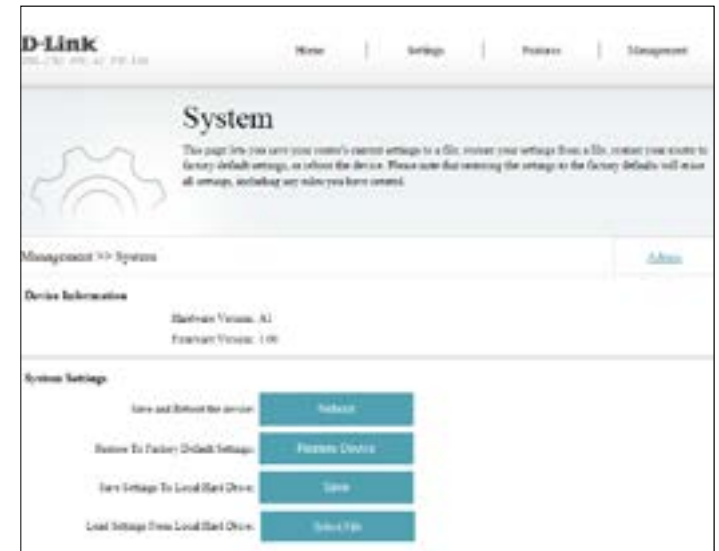 D-Link
Home | Settings | Features | Management
System
This page lets you save your router's current settings to a file, restore your settings from a file, restore your router to
factory default settings, or reboot the device. Please note that restoring the settings to the factory defaults will erase
all settings, including any rules you have created.
Management >> System
Admin
Device Information
Hardware Version: A1
Firmware Version: 1.00
System Settings
Save and Reboot the device: Reboot
Restore To Factory Default Settings: Restore Device
Save Settings To Local Hard Drive: Save
Load Settings From Local Hard Drive: Select File